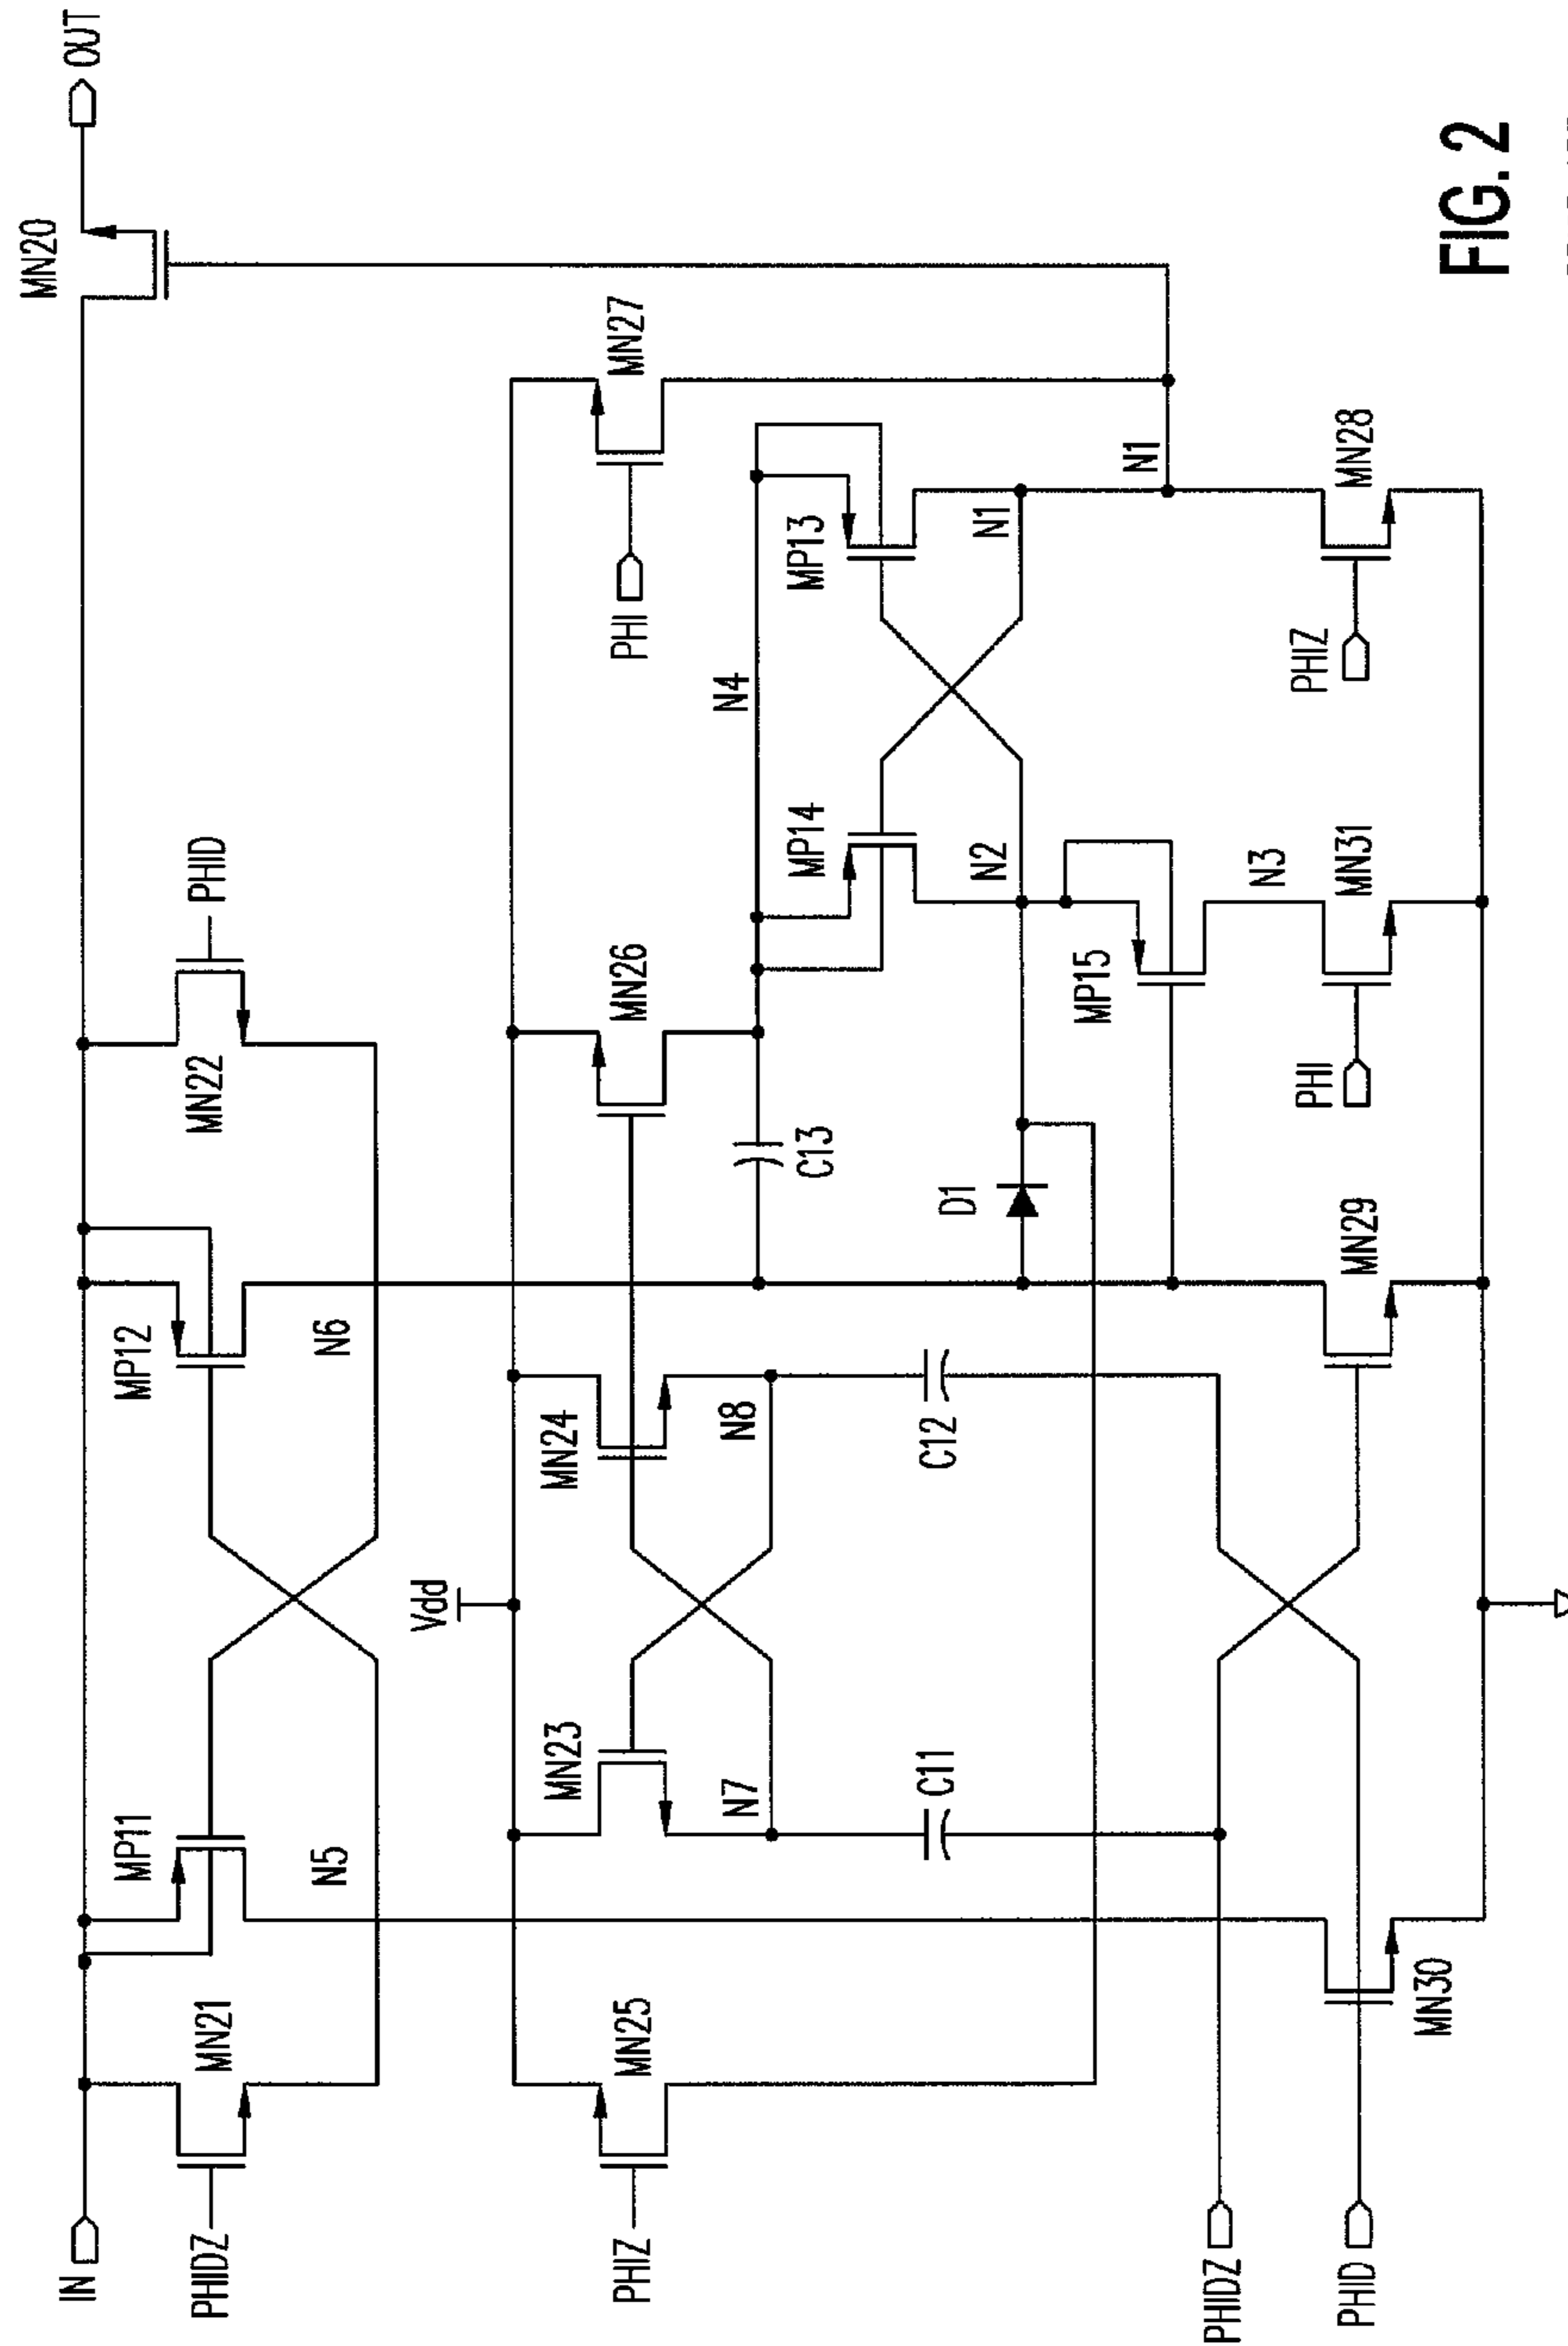 OUT
MN20
IN
PHIDZ
MN21
MP11
N5
MP12
N6
MN22
PHID
Vdd
PHIZ
MN25
MN23
N7
MN24
N8
MN26
PHI
MN27
C11
C12
C13
D1
N4
MP14
N2
MP13
N1
N1
MP15
N3
PHIDZ
PHID
MN30
MN29
PHI
MN31
PHIZ
MN28
FIG. 2